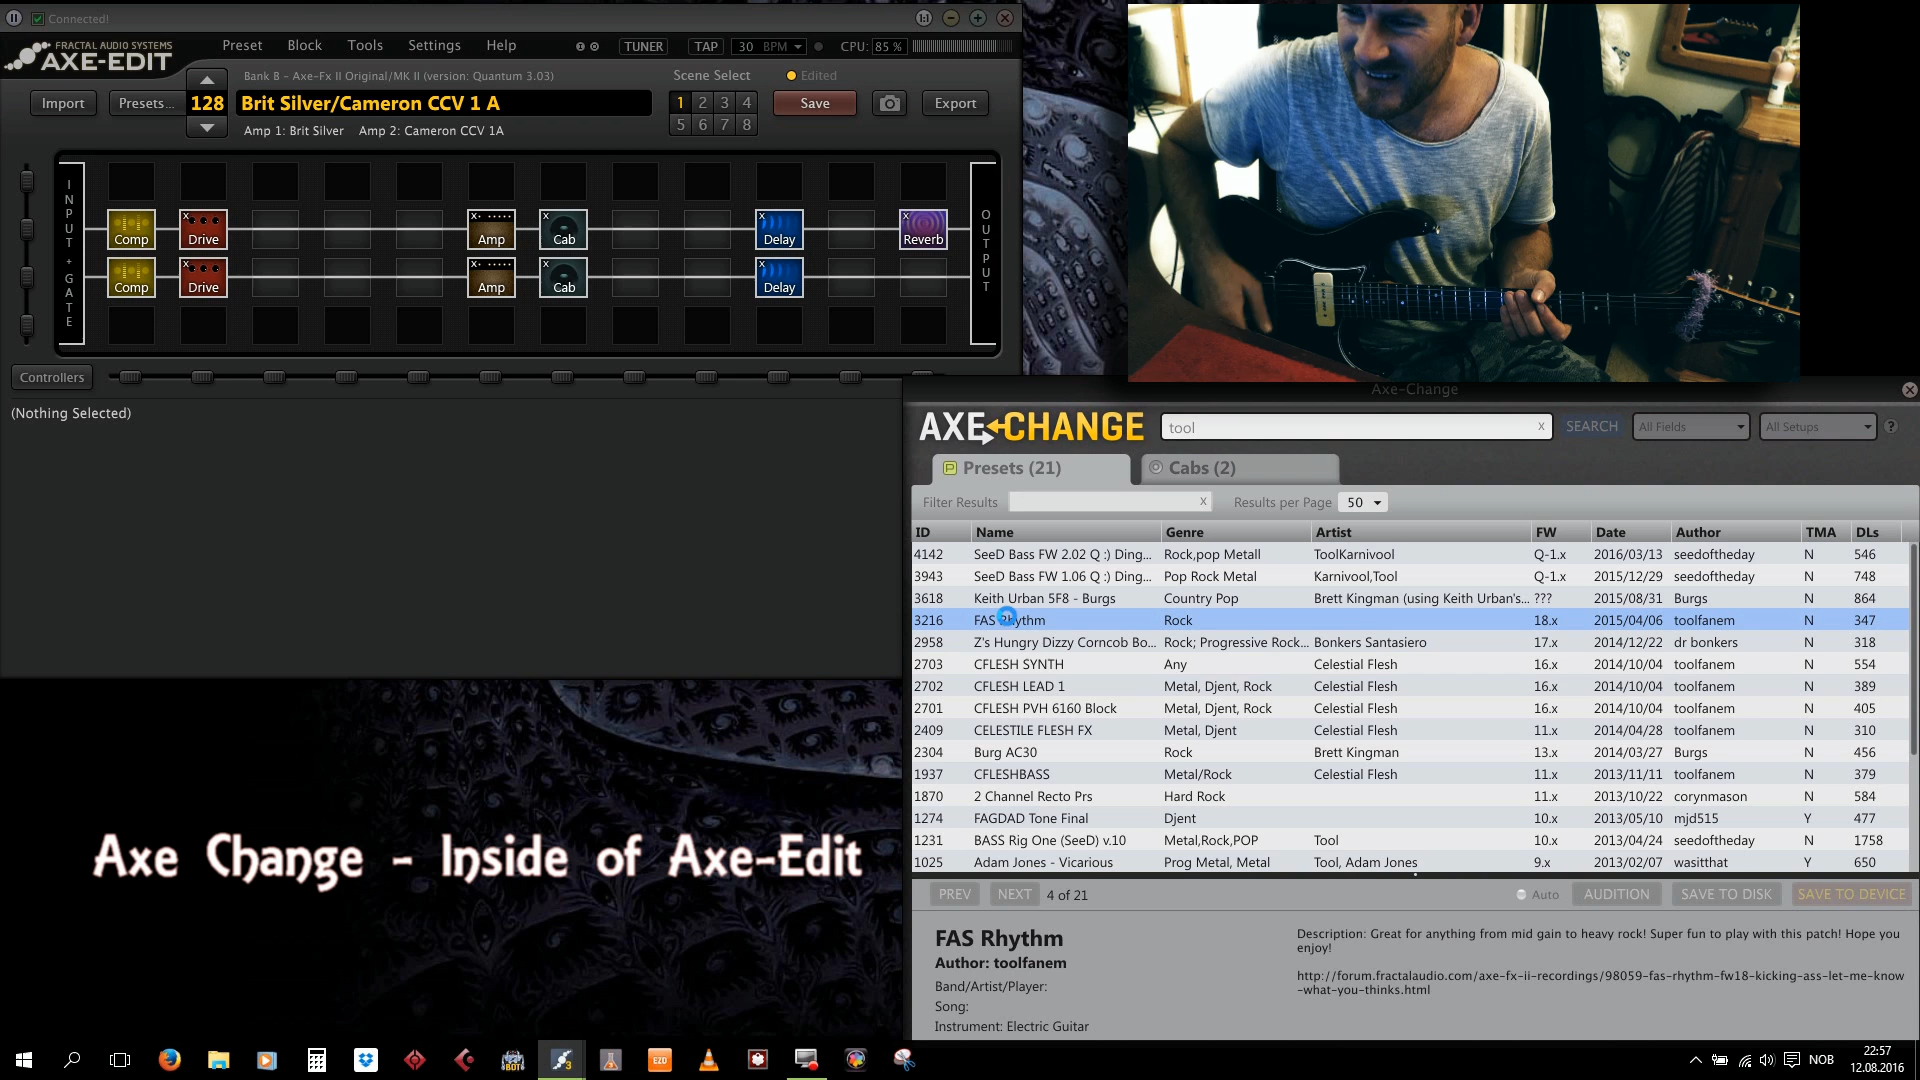 Connected!
1:1
FRACTAL AUDIO SYSTEMS
AXE-EDIT
Preset Block Tools Settings Help
TUNER TAP 30 BPM CPU: 85 %
Bank B - Axe-Fx II Original/MK II (version: Quantum 3.03)
Scene Select Edited
Import Presets... 128 Brit Silver/Cameron CCV 1 A
1 2 3 4 Save Export
5 6 7 8
Amp 1: Brit Silver Amp 2: Cameron CCV 1A
INPUT + GATE
Comp Drive Amp Cab Delay Reverb
Comp Drive Amp Cab Delay
OUTPUT
Controllers
(Nothing Selected)
Axe-Change
AXE CHANGE tool x SEARCH All Fields All Setups ?
P Presets (21) Cabs (2)
Filter Results x Results per Page 50
ID Name Genre Artist FW Date Author TMA DLs
4142 SeeD Bass FW 2.02 Q :) Ding... Rock,pop Metall ToolKarnivool Q-1.x 2016/03/13 seedoftheday N 546
3943 SeeD Bass FW 1.06 Q :) Ding... Pop Rock Metal Karnivool,Tool Q-1.x 2015/12/29 seedoftheday N 748
3618 Keith Urban 5F8 - Burgs Country Pop Brett Kingman (using Keith Urban's... ??? 2015/08/31 Burgs N 864
3216 FAS Rhythm Rock 18.x 2015/04/06 toolfanem N 347
2958 Z's Hungry Dizzy Corncob Bo... Rock; Progressive Rock... Bonkers Santasiero 17.x 2014/12/22 dr bonkers N 318
2703 CFLESH SYNTH Any Celestial Flesh 16.x 2014/10/04 toolfanem N 554
2702 CFLESH LEAD 1 Metal, Djent, Rock Celestial Flesh 16.x 2014/10/04 toolfanem N 389
2701 CFLESH PVH 6160 Block Metal, Djent, Rock Celestial Flesh 16.x 2014/10/04 toolfanem N 405
2409 CELESTILE FLESH FX Metal, Djent Celestial Flesh 11.x 2014/04/28 toolfanem N 310
2304 Burg AC30 Rock Brett Kingman 13.x 2014/03/27 Burgs N 456
1937 CFLESHBASS Metal/Rock Celestial Flesh 11.x 2013/11/11 toolfanem N 379
1870 2 Channel Recto Prs Hard Rock 11.x 2013/10/22 corynmason N 584
1274 FAGDAD Tone Final Djent 10.x 2013/05/10 mjd515 Y 477
1231 BASS Rig One (SeeD) v.10 Metal,Rock,POP Tool 10.x 2013/04/24 seedoftheday N 1758
1025 Adam Jones - Vicarious Prog Metal, Metal Tool, Adam Jones 9.x 2013/02/07 wasitthat Y 650
PREV NEXT 4 of 21 Auto AUDITION SAVE TO DISK SAVE TO DEVICE
FAS Rhythm
Author: toolfanem
Band/Artist/Player:
Song:
Instrument: Electric Guitar
Description: Great for anything from mid gain to heavy rock! Super fun to play with this patch! Hope you
enjoy!
http://forum.fractalaudio.com/axe-fx-ii-recordings/98059-fas-rhythm-fw18-kicking-ass-let-me-know
-what-you-thinks.html
Axe Change - Inside of Axe-Edit
BOT 3 EZD
NOB
22:57
12.08.2016